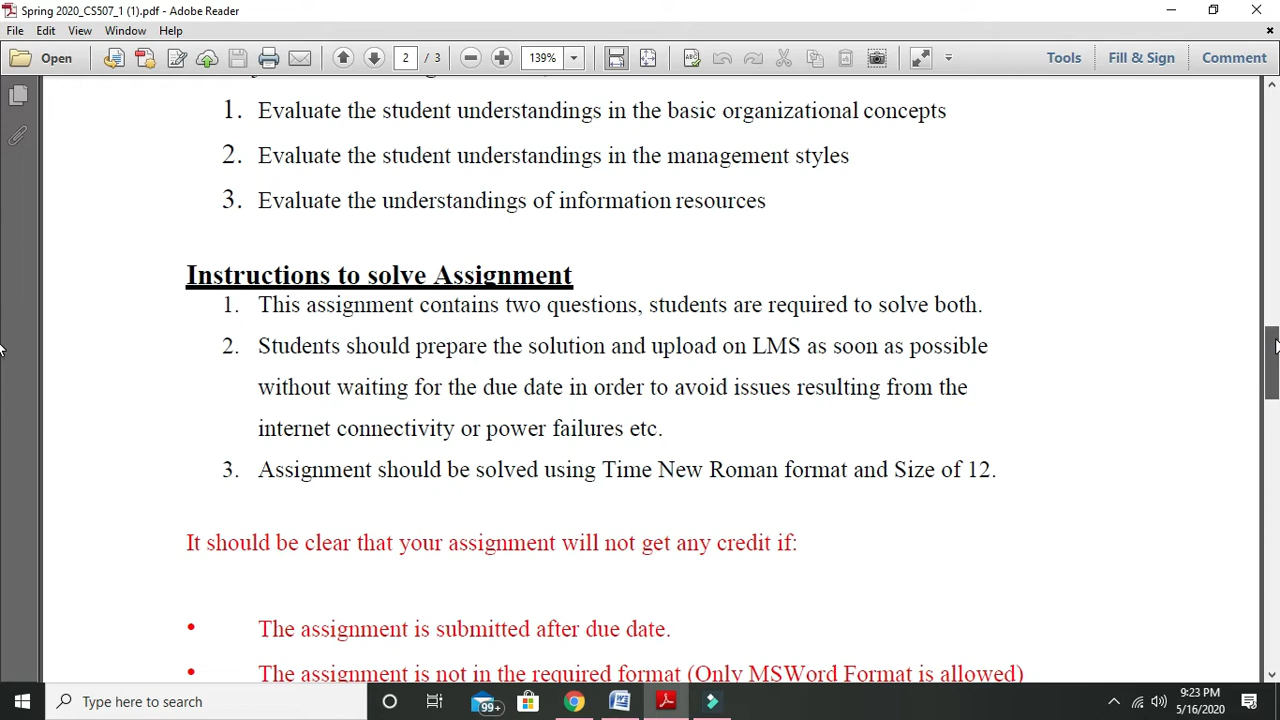 Spring 2020_CS507_1 (1).pdf - Adobe Reader
File Edit View Window Help
Open 2 / 3 139% Tools Fill & Sign Comment
1. Evaluate the student understandings in the basic organizational concepts
2. Evaluate the student understandings in the management styles
3. Evaluate the understandings of information resources
Instructions to solve Assignment
1. This assignment contains two questions, students are required to solve both.
2. Students should prepare the solution and upload on LMS as soon as possible
without waiting for the due date in order to avoid issues resulting from the
internet connectivity or power failures etc.
3. Assignment should be solved using Time New Roman format and Size of 12.
It should be clear that your assignment will not get any credit if:
• The assignment is submitted after due date.
• The assignment is not in the required format (Only MSWord Format is allowed)
Type here to search
99+
9:23 PM
5/16/2020